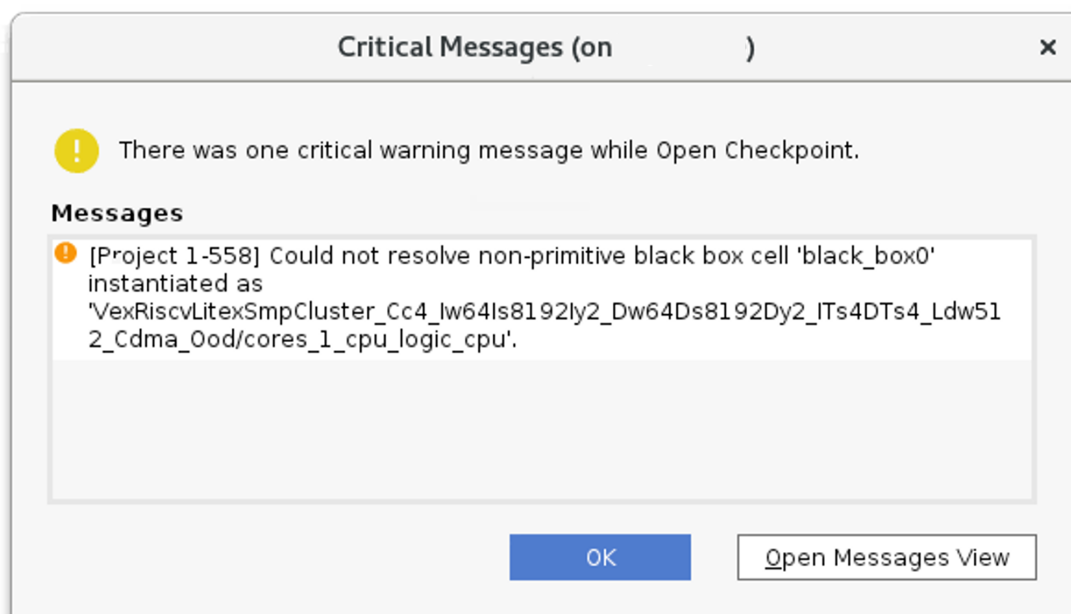 Critical Messages (on )
There was one critical warning message while Open Checkpoint.
Messages
[Project 1-558] Could not resolve non-primitive black box cell 'black_box0'
instantiated as
'VexRiscvLitexSmpCluster_Cc4_Iw64Is8192Iy2_Dw64Ds8192Dy2_ITs4DTs4_Ldw51
2_Cdma_Ood/cores_1_cpu_logic_cpu'.
OK
Open Messages View